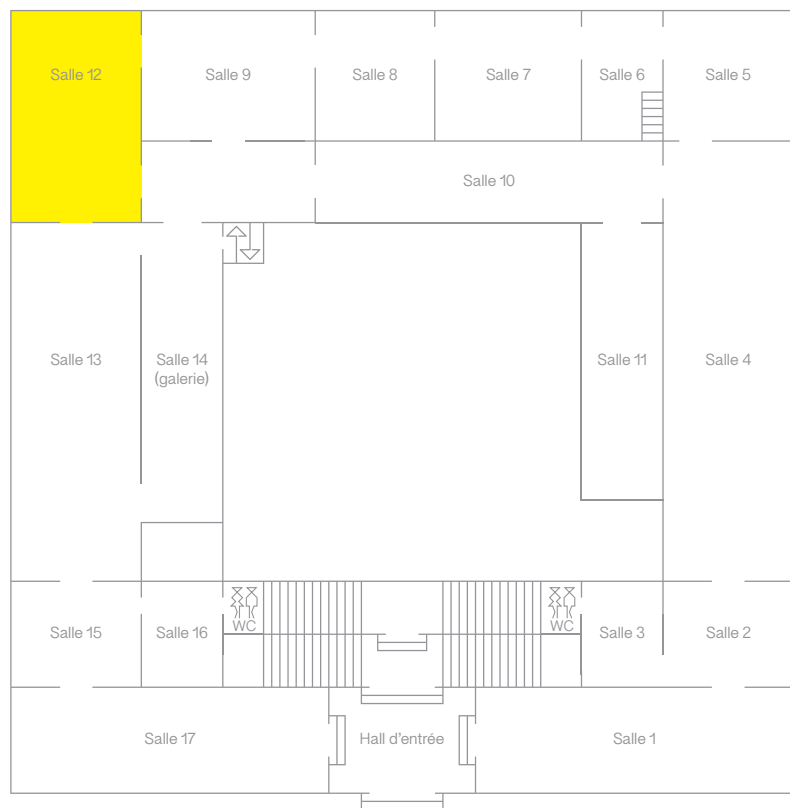 Salle 12
Salle 9
Salle 8
Salle 7
Salle 6
Salle 5
Salle 10
Salle 13
Salle 14
(galerie)
Salle 11
Salle 4
Salle 15
Salle 16
WC
WC
Salle 3
Salle 2
Salle 17
Hall d'entrée
Salle 1